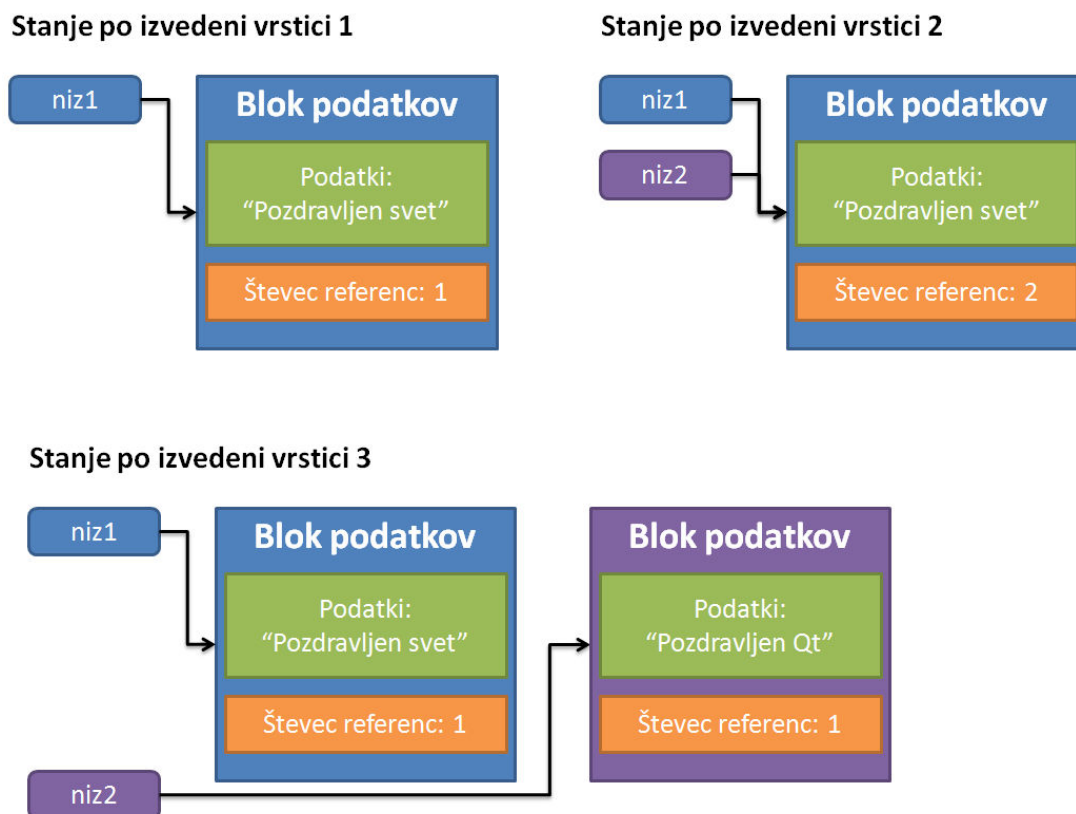 Stanje po izvedeni vrstici 1
niz1
Blok podatkov
Podatki:
“Pozdravljen svet”
Števec referenc: 1
Stanje po izvedeni vrstici 2
niz1
niz2
Blok podatkov
Podatki:
“Pozdravljen svet”
Števec referenc: 2
Stanje po izvedeni vrstici 3
niz1
niz2
Blok podatkov
Podatki:
“Pozdravljen svet”
Števec referenc: 1
Blok podatkov
Podatki:
“Pozdravljen Qt”
Števec referenc: 1